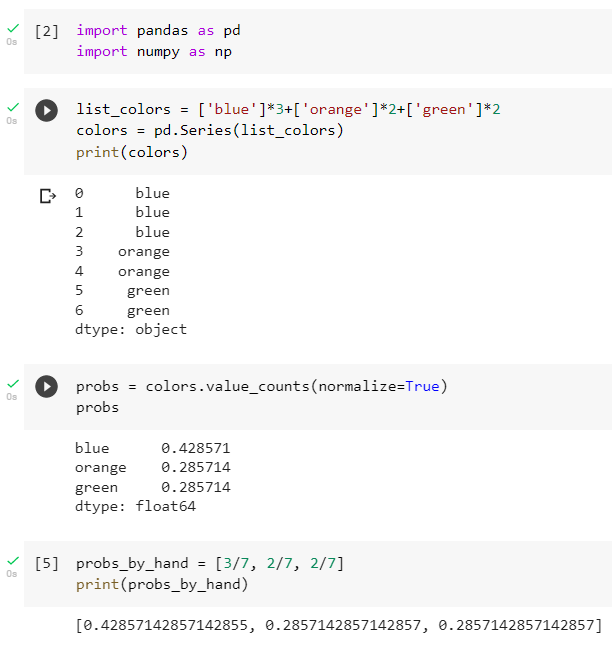 [2] import pandas as pd
0s import numpy as np
list_colors = ['blue']*3+['orange']*2+['green']*2
0s colors = pd.Series(list_colors)
print(colors)
0 blue
1 blue
2 blue
3 orange
4 orange
5 green
6 green
dtype: object
probs = colors.value_counts(normalize=True)
0s probs
blue 0.428571
orange 0.285714
green 0.285714
dtype: float64
[5] probs_by_hand = [3/7, 2/7, 2/7]
0s print(probs_by_hand)
[0.42857142857142855, 0.2857142857142857, 0.2857142857142857]